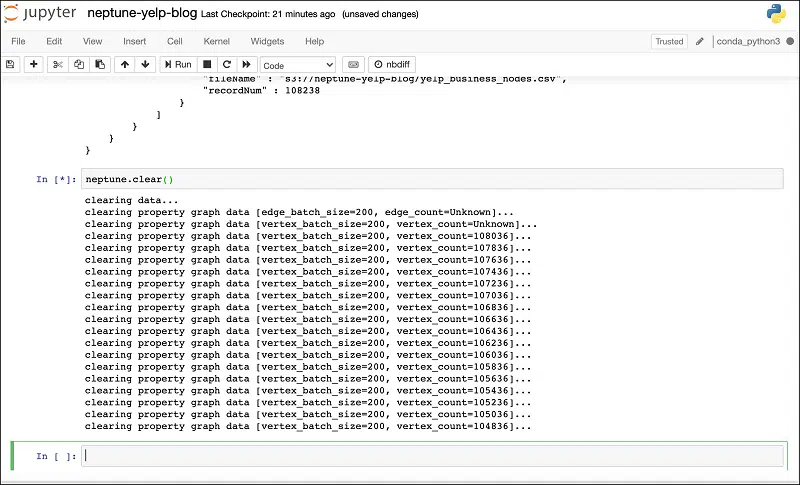 jupyter neptune-yelp-blog Last Checkpoint: 21 minutes ago (unsaved changes)
File Edit View Insert Cell Kernel Widgets Help Trusted conda_python3
Run Code nbdiff
"fileName" : "s3://neptune-yelp-blog/yelp_business_nodes.csv",
"recordNum" : 108238
}
]
}
}
}
In [*]: neptune.clear()
clearing data...
clearing property graph data [edge_batch_size=200, edge_count=Unknown]...
clearing property graph data [vertex_batch_size=200, vertex_count=Unknown]...
clearing property graph data [vertex_batch_size=200, vertex_count=108036]...
clearing property graph data [vertex_batch_size=200, vertex_count=107836]...
clearing property graph data [vertex_batch_size=200, vertex_count=107636]...
clearing property graph data [vertex_batch_size=200, vertex_count=107436]...
clearing property graph data [vertex_batch_size=200, vertex_count=107236]...
clearing property graph data [vertex_batch_size=200, vertex_count=107036]...
clearing property graph data [vertex_batch_size=200, vertex_count=106836]...
clearing property graph data [vertex_batch_size=200, vertex_count=106636]...
clearing property graph data [vertex_batch_size=200, vertex_count=106436]...
clearing property graph data [vertex_batch_size=200, vertex_count=106236]...
clearing property graph data [vertex_batch_size=200, vertex_count=106036]...
clearing property graph data [vertex_batch_size=200, vertex_count=105836]...
clearing property graph data [vertex_batch_size=200, vertex_count=105636]...
clearing property graph data [vertex_batch_size=200, vertex_count=105436]...
clearing property graph data [vertex_batch_size=200, vertex_count=105236]...
clearing property graph data [vertex_batch_size=200, vertex_count=105036]...
clearing property graph data [vertex_batch_size=200, vertex_count=104836]...
In [ ]: